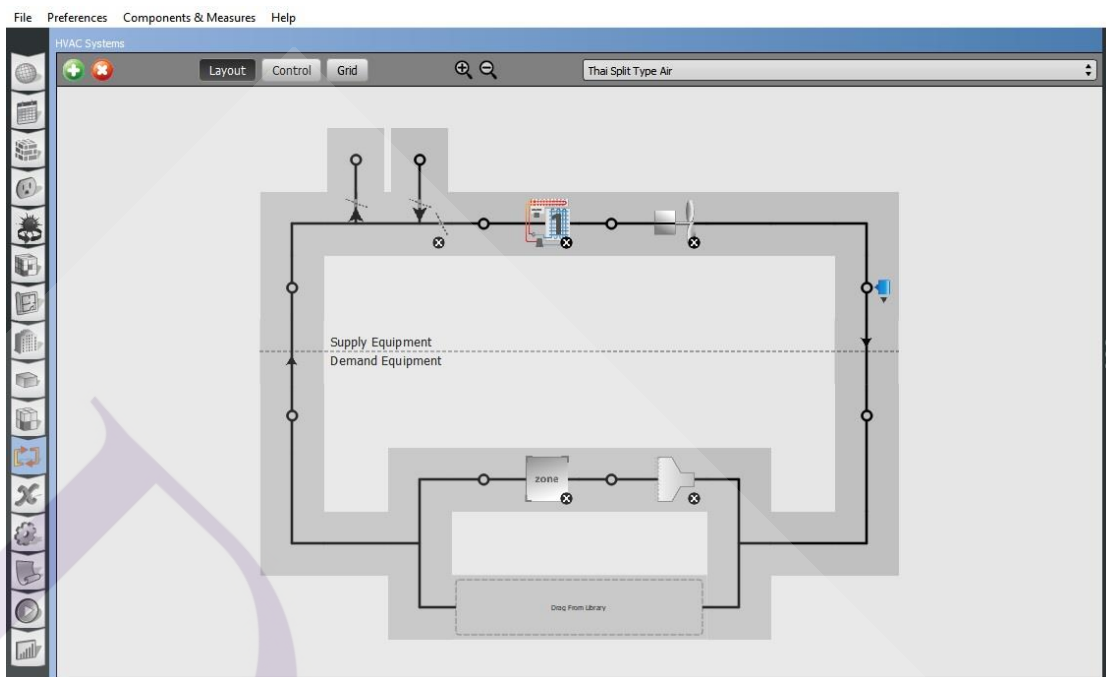 File Preferences Components & Measures Help
HVAC Systems
Layout Control Grid Thai Split Type Air
1
Supply Equipment
Demand Equipment
zone
Drag From Library